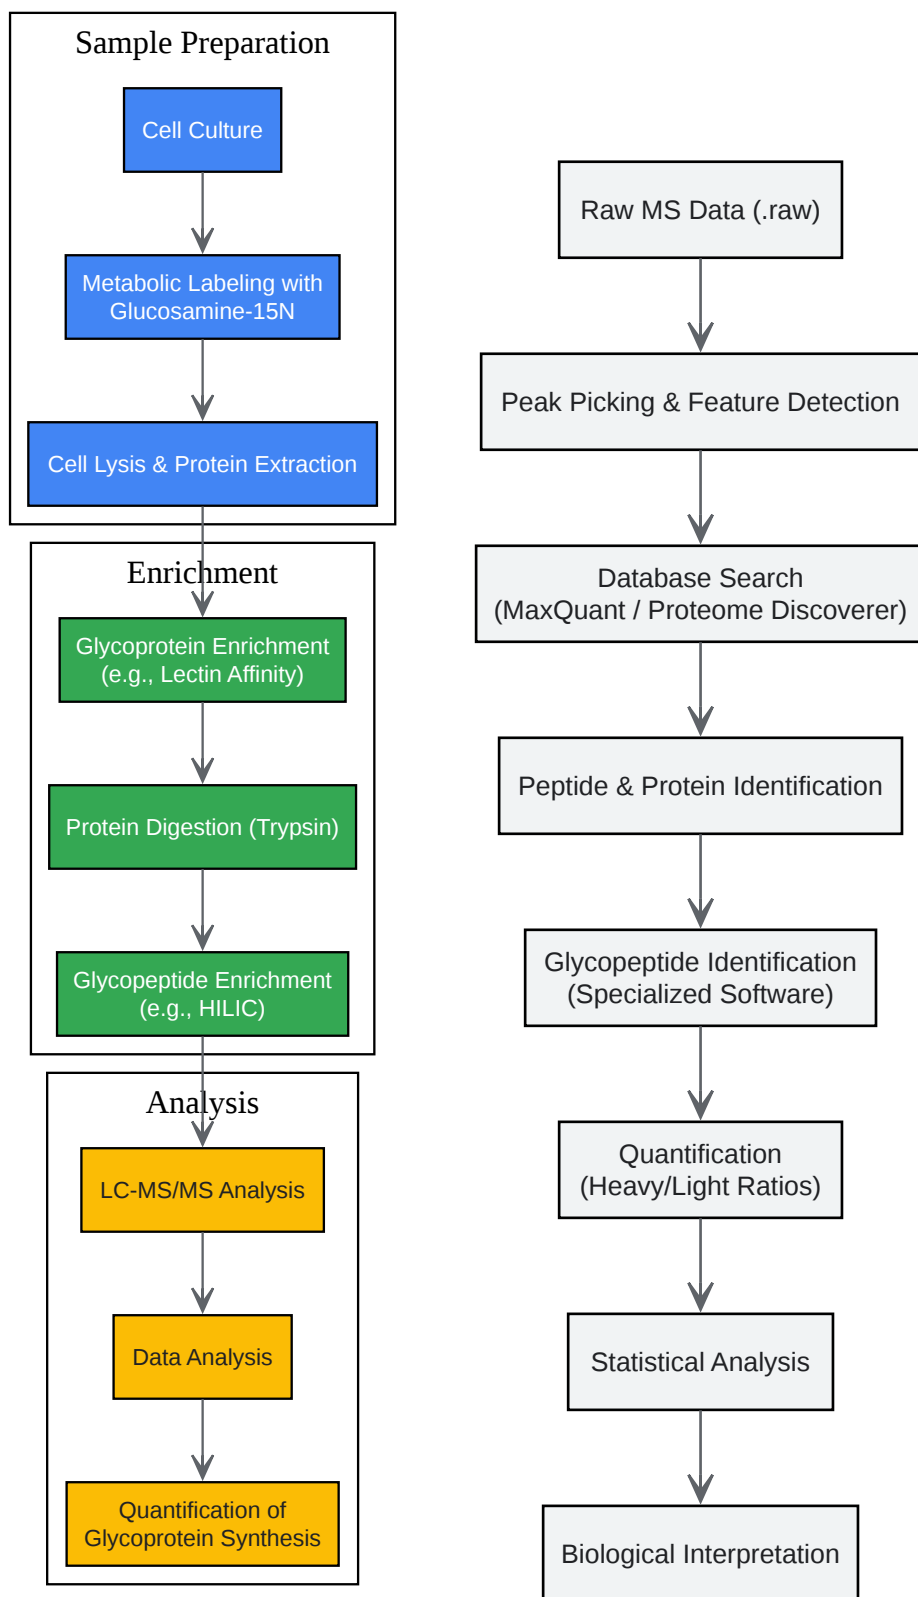 Sample Preparation
Cell Culture
Metabolic Labeling with
Glucosamine-15N
Cell Lysis & Protein Extraction
Enrichment
Glycoprotein Enrichment
(e.g., Lectin Affinity)
Protein Digestion (Trypsin)
Glycopeptide Enrichment
(e.g., HILIC)
Analysis
LC-MS/MS Analysis
Data Analysis
Quantification of
Glycoprotein Synthesis
Raw MS Data (.raw)
Peak Picking & Feature Detection
Database Search
(MaxQuant / Proteome Discoverer)
Peptide & Protein Identification
Glycopeptide Identification
(Specialized Software)
Quantification
(Heavy/Light Ratios)
Statistical Analysis
Biological Interpretation